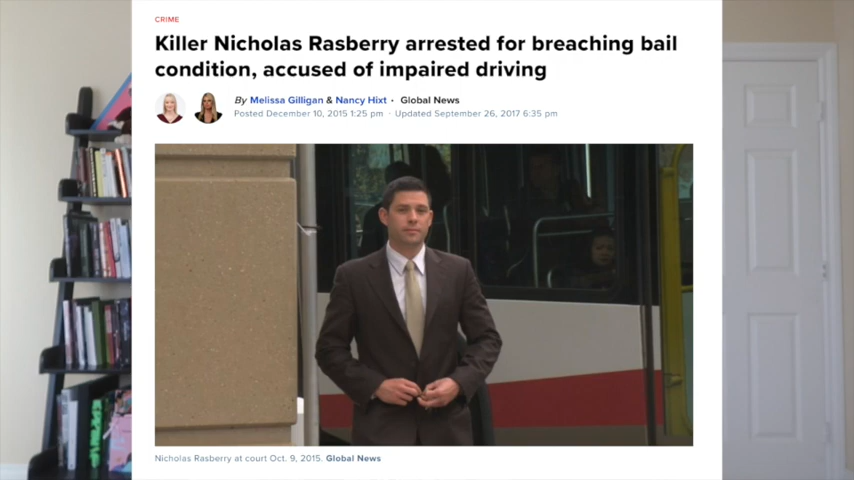 CRIME
Killer Nicholas Rasberry arrested for breaching bail
condition, accused of impaired driving
By Melissa Gilligan & Nancy Hixt • Global News
Posted December 10, 2015 1:25 pm · Updated September 26, 2017 6:35 pm
Nicholas Rasberry at court Oct. 9, 2015. Global News